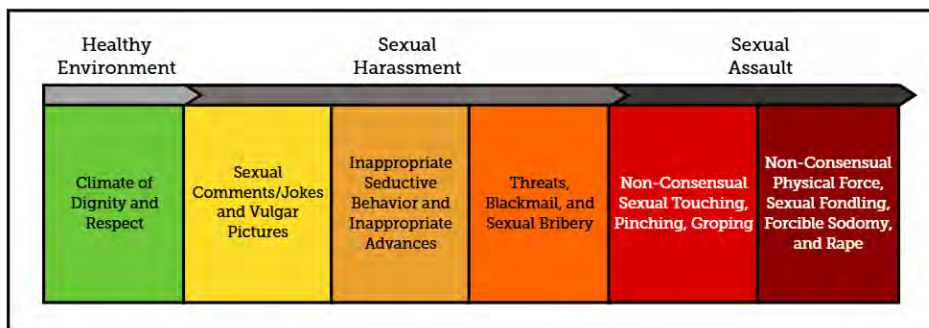 Healthy
Environment
Sexual
Harassment
Sexual
Assault
Climate of
Dignity and
Respect
Sexual
Comments/Jokes
and Vulgar
Pictures
Inappropriate
Seductive
Behavior and
Inappropriate
Advances
Threats,
Blackmail, and
Sexual Bribery
Non-Consensual
Sexual Touching,
Pinching, Groping
Non-Consensual
Physical Force,
Sexual Fondling,
Forcible Sodomy,
and Rape